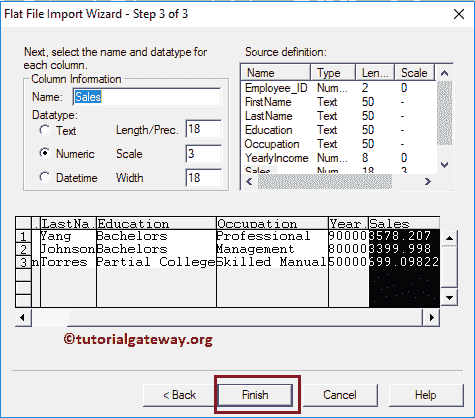 Flat File Import Wizard - Step 3 of 3
Next, select the name and datatype for
each column.
Column Information
Name: Sales
Datatype:
Text Length/Prec. 18
Numeric Scale 3
Datetime Width 18
Source definition:
Name Type Len... Scale
Employee_ID Num... 2 0
FirstName Text 50 -
LastName Text 50 -
Education Text 50 -
Occupation Text 50 -
YearlyIncome Num... 8 0
Sales Num... 18 3
LastNa. Education Occupation Year Sales
1 Yang Bachelors Professional 90000 3578.207
2 Johnson Bachelors Management 80000 3399.998
3 n Torres Partial College Skilled Manual 50000 699.09822
©tutorialgateway.org
< Back Finish Cancel Help